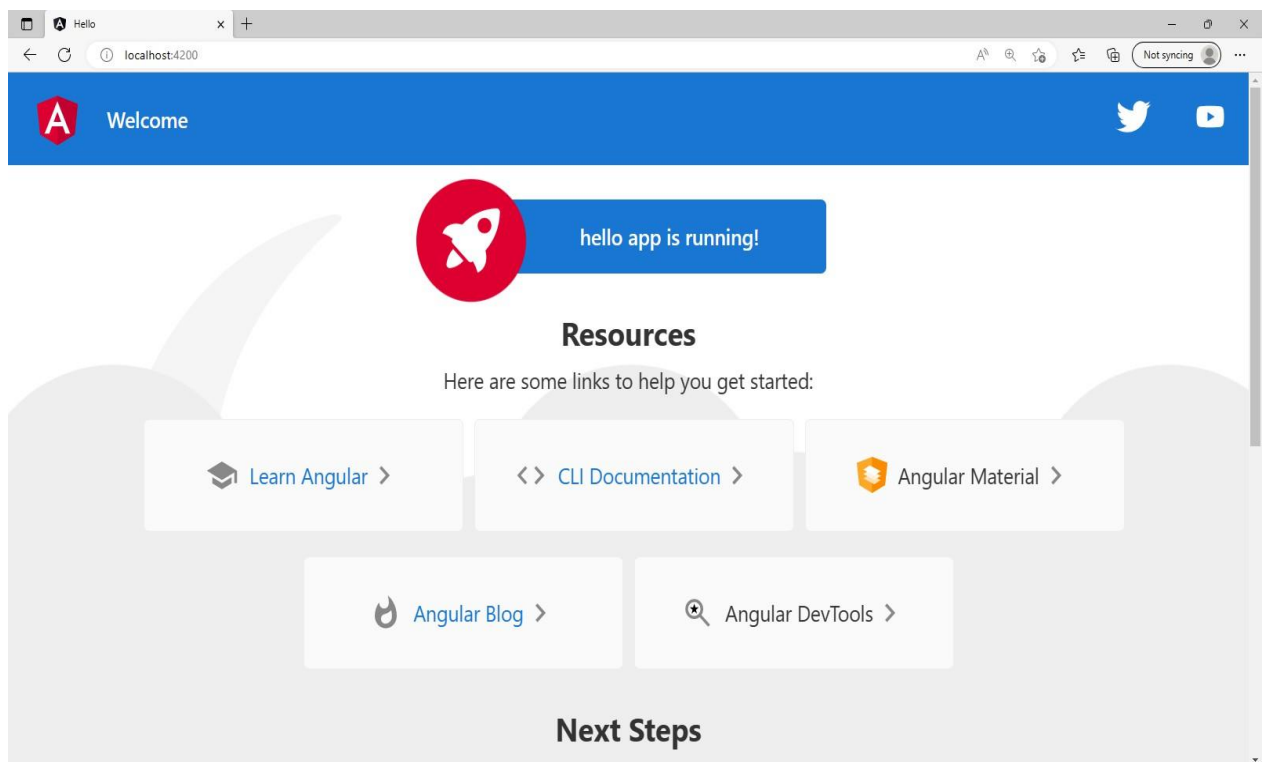 Hello
localhost:4200
Not syncing
Welcome
hello app is running!
Resources
Here are some links to help you get started:
Learn Angular
CLI Documentation
Angular Material
Angular Blog
Angular DevTools
Next Steps